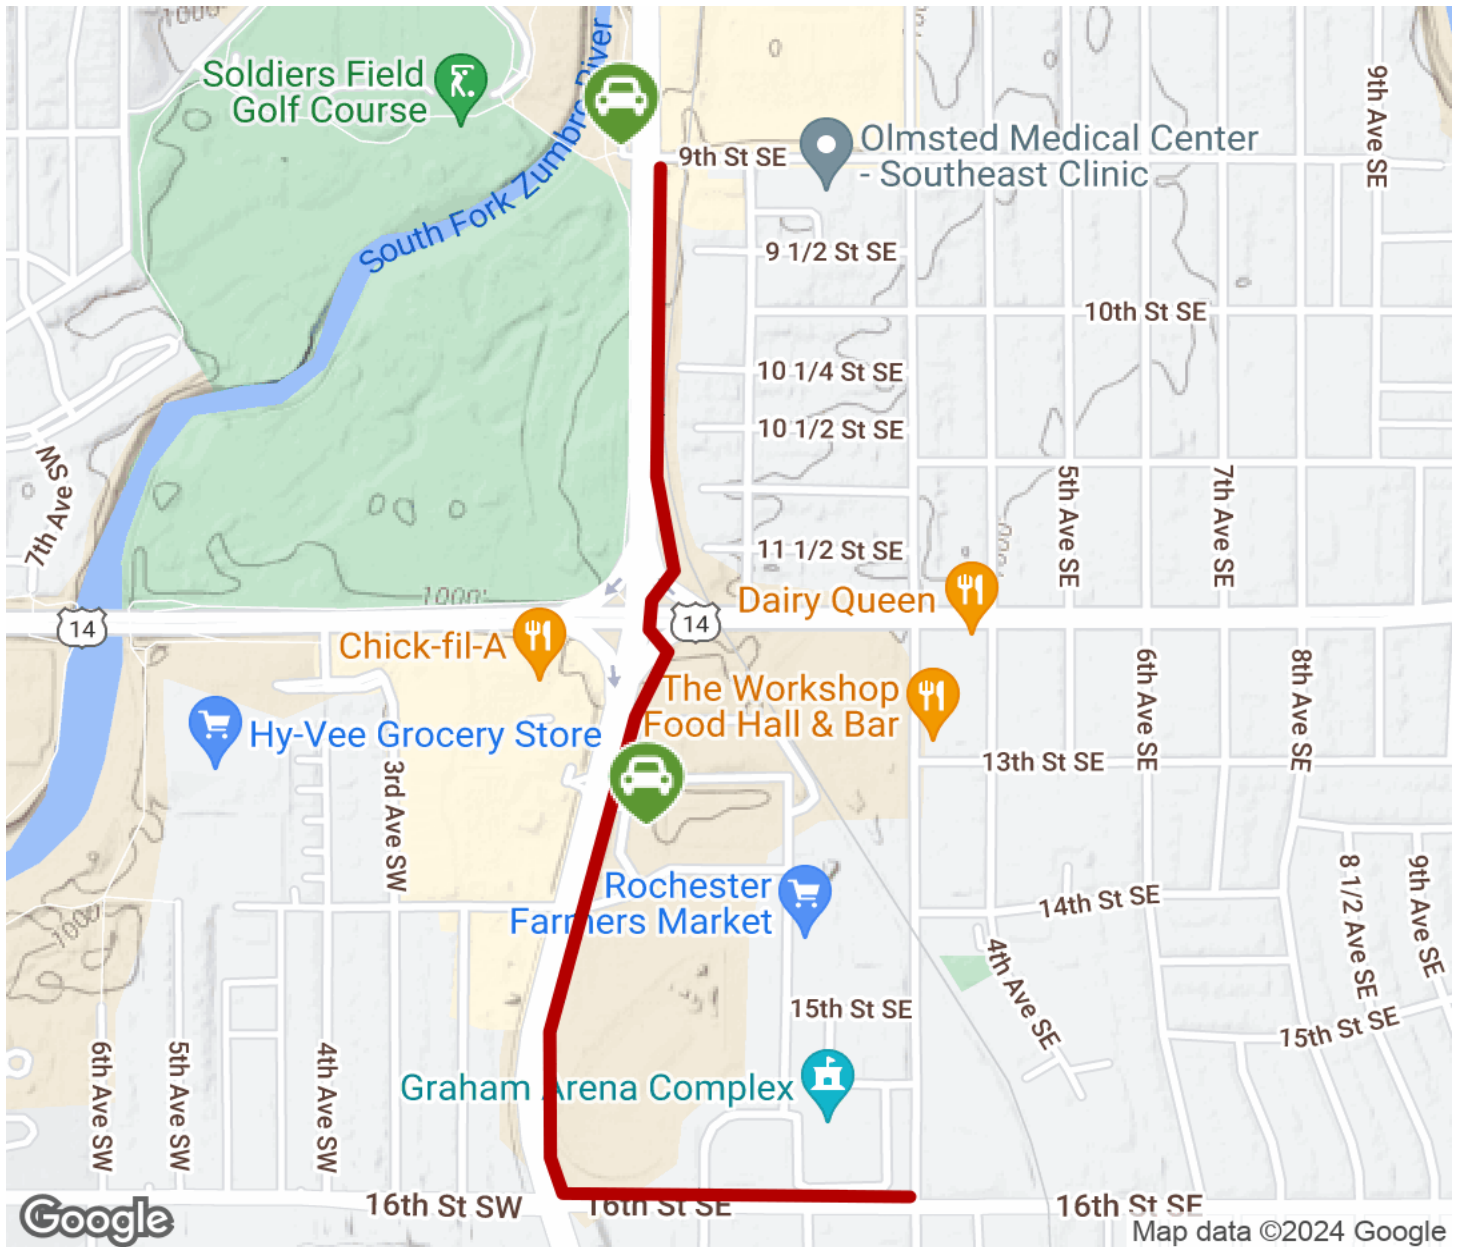 1000'
Soldiers Field
Golf Course
South Fork Zumbro River
9th St SE
Olmsted Medical Center
- Southeast Clinic
9th Ave SE
9 1/2 St SE
10th St SE
10 1/4 St SE
10 1/2 St SE
7th Ave SW
5th Ave SE
7th Ave SE
11 1/2 St SE
1000'
14
14
Dairy Queen
Chick-fil-A
The Workshop
Food Hall & Bar
6th Ave SE
8th Ave SE
Hy-Vee Grocery Store
13th St SE
3rd Ave SW
Rochester
Farmers Market
14th St SE
8 1/2 Ave SE
9th Ave SE
1000'
4th Ave SE
15th St SE
15th St SE
6th Ave SW
5th Ave SW
4th Ave SW
Graham Arena Complex
16th St SW
16th St SE
16th St SE
Google
Map data ©2024 Google